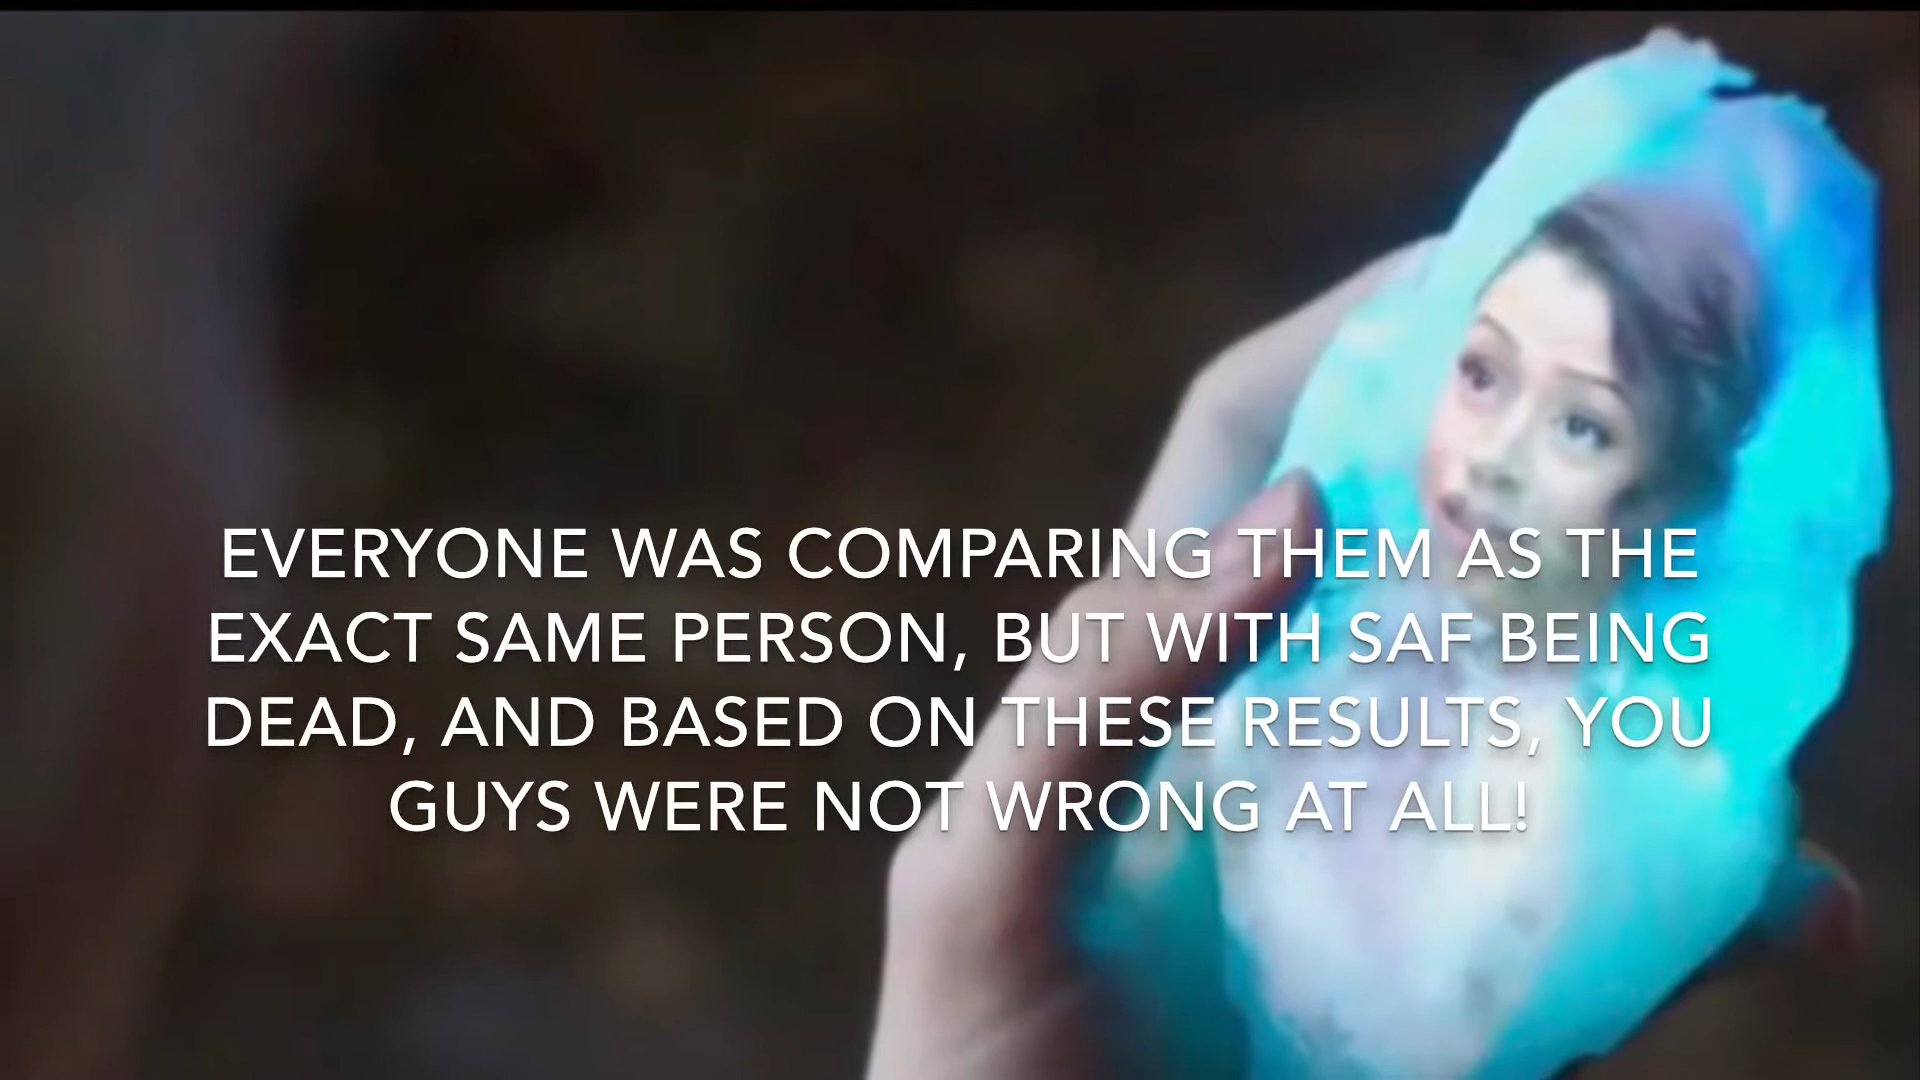 EVERYONE WAS COMPARING THEM AS THE
EXACT SAME PERSON, BUT WITH SAF BEING
DEAD, AND BASED ON THESE RESULTS, YOU
GUYS WERE NOT WRONG AT ALL!